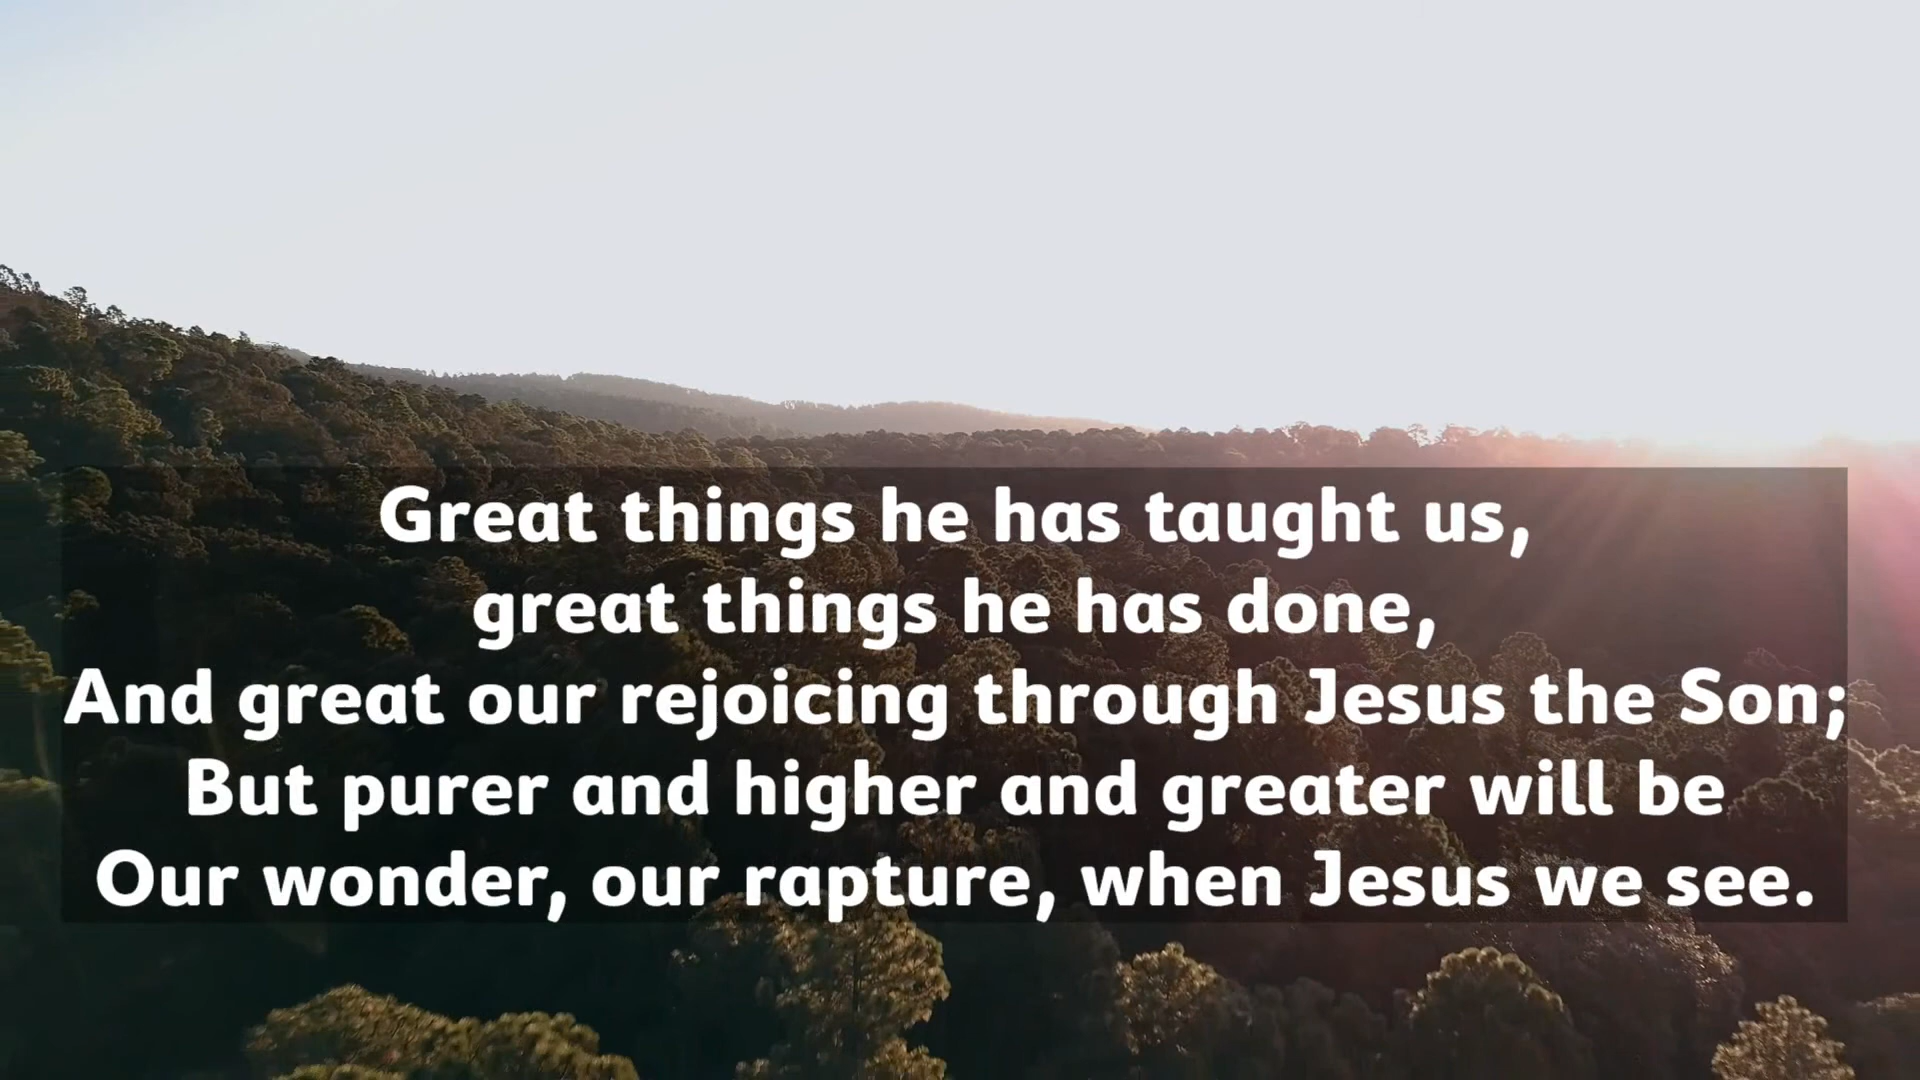 Great things he has taught us,
great things he has done,
And great our rejoicing through Jesus the Son;
But purer and higher and greater will be
Our wonder, our rapture, when Jesus we see.